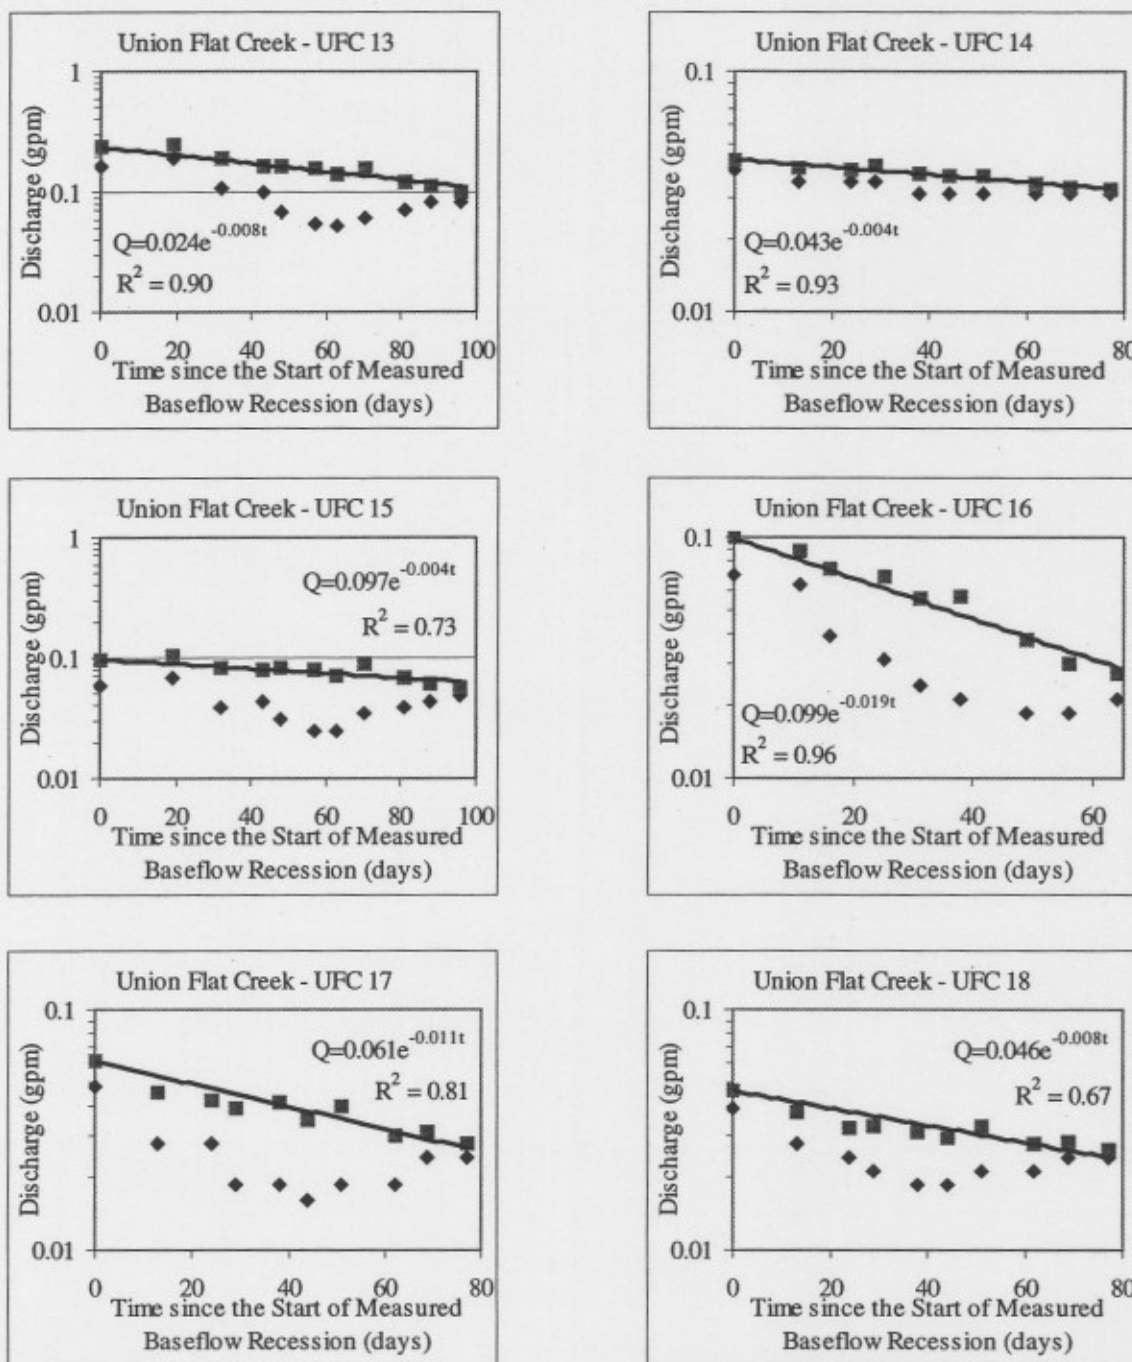 Union Flat Creek - UFC 13
1
0.1
0.01
Discharge (gpm)
Q=0.024e^-0.008t
R^2 = 0.90
0 20 40 60 80 100
Time since the Start of Measured
Baseflow Recession (days)
Union Flat Creek - UFC 14
0.1
0.01
Discharge (gpm)
Q=0.043e^-0.004t
R^2 = 0.93
0 20 40 60 80
Time since the Start of Measured
Baseflow Recession (days)
Union Flat Creek - UFC 15
1
0.1
0.01
Discharge (gpm)
Q=0.097e^-0.004t
R^2 = 0.73
0 20 40 60 80 100
Time since the Start of Measured
Baseflow Recession (days)
Union Flat Creek - UFC 16
0.1
0.01
Discharge (gpm)
Q=0.099e^-0.019t
R^2 = 0.96
0 20 40 60
Time since the Start of Measured
Baseflow Recession (days)
Union Flat Creek - UFC 17
0.1
0.01
Discharge (gpm)
Q=0.061e^-0.011t
R^2 = 0.81
0 20 40 60 80
Time since the Start of Measured
Baseflow Recession (days)
Union Flat Creek - UFC 18
0.1
0.01
Discharge (gpm)
Q=0.046e^-0.008t
R^2 = 0.67
0 20 40 60 80
Time since the Start of Measured
Baseflow Recession (days)